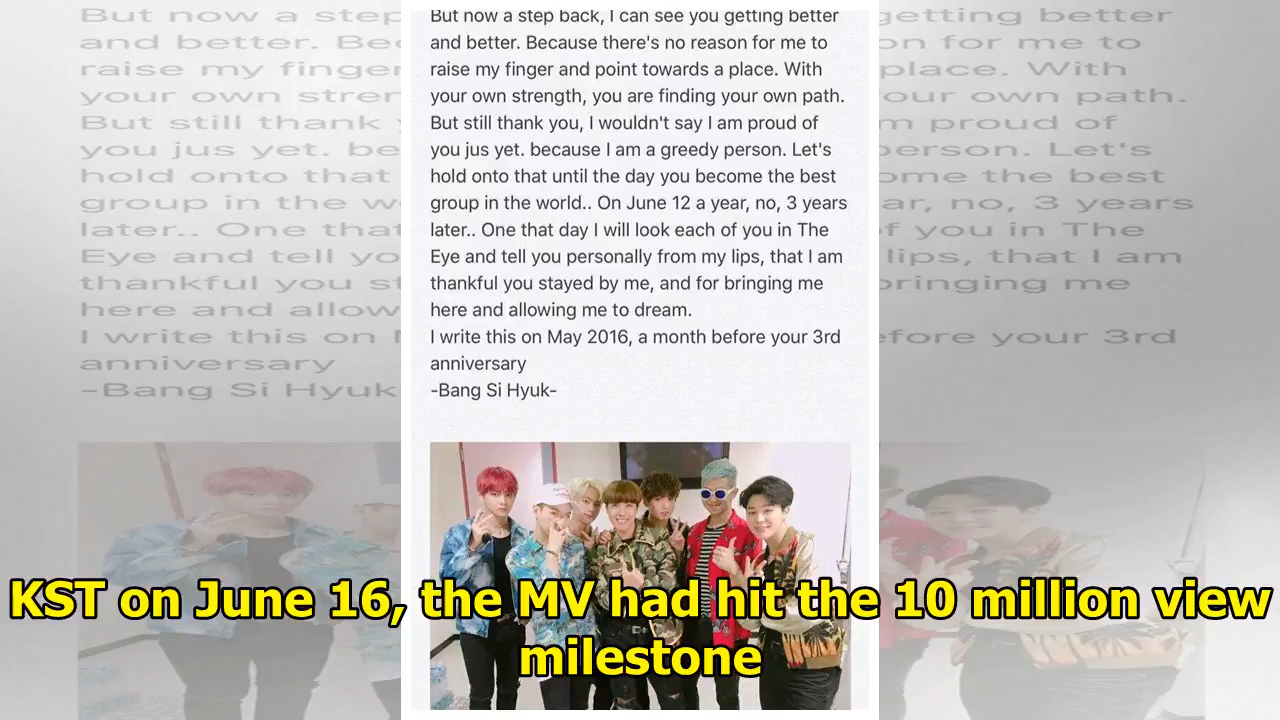 But now a step back, I can see you getting better
and better. Because there's no reason for me to
raise my finger and point towards a place. With
your own strength, you are finding your own path.
But still thank you, I wouldn't say I am proud of
you jus yet. because I am a greedy person. Let's
hold onto that until the day you become the best
group in the world.. On June 12 a year, no, 3 years
later.. One that day I will look each of you in The
Eye and tell you personally from my lips, that I am
thankful you stayed by me, and for bringing me
here and allowing me to dream.
I write this on May 2016, a month before your 3rd
anniversary
-Bang Si Hyuk-
KST on June 16, the MV had hit the 10 million view
milestone